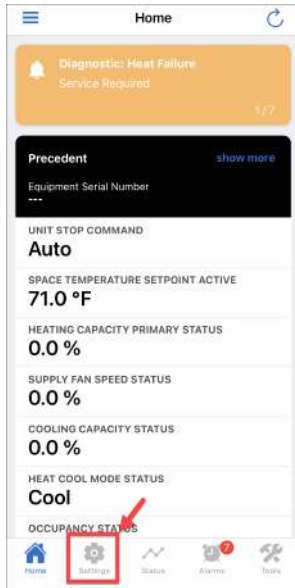 Home
Diagnostic: Heat Failure
Service Required
1/7
Precedent
show more
Equipment Serial Number
---
UNIT STOP COMMAND
Auto
SPACE TEMPERATURE SETPOINT ACTIVE
71.0 °F
HEATING CAPACITY PRIMARY STATUS
0.0 %
SUPPLY FAN SPEED STATUS
0.0 %
COOLING CAPACITY STATUS
0.0 %
HEAT COOL MODE STATUS
Cool
OCCUPANCY STATUS
7
Home Settings Status Alarms Tools